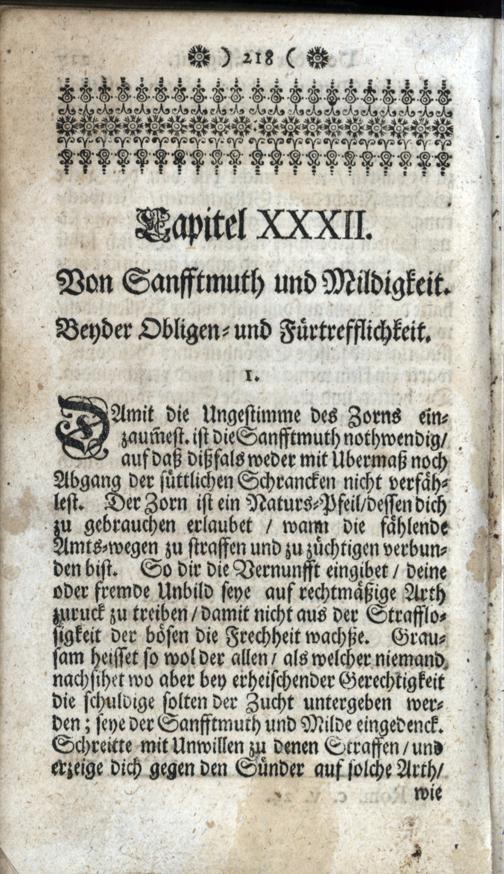 ) 218 (
Capitel XXXII.
Von Sanfftmuth und Mildigkeit.
Beyder Obligen- und Fürtrefflichkeit.
1.
DAmit die Ungestimme des Zorns ein-
zaum̃est. ist die Sanfftmuth nothwendig/
auf daß dißfals weder mit Ubermaß noch
Abgang der süttlichen Schrancken nicht verfäh-
lest. Der Zorn ist ein Naturs-Pfeil/dessen dich
zu gebrauchen erlaubet / wann die fählende
Amts-wegen zu straffen und zu züchtigen verbun-
den bist. So dir die Vernunfft eingibet / deine
oder fremde Unbild seye auf rechtmäßige Arth
zuruck zu treiben / damit nicht aus der Strafflo-
sigkeit der bösen die Frechheit wachße. Grau-
sam heisset so wol der allen / als welcher niemand
nachsihet wo aber bey erheischender Gerechtigkeit
die schuldige solten der Zucht untergeben wer-
den ; seye der Sanfftmuth und Milde eingedenck.
Schreitte mit Unwillen zu denen Straffen / und
erzeige dich gegen den Sünder auf solche Arth/
wie